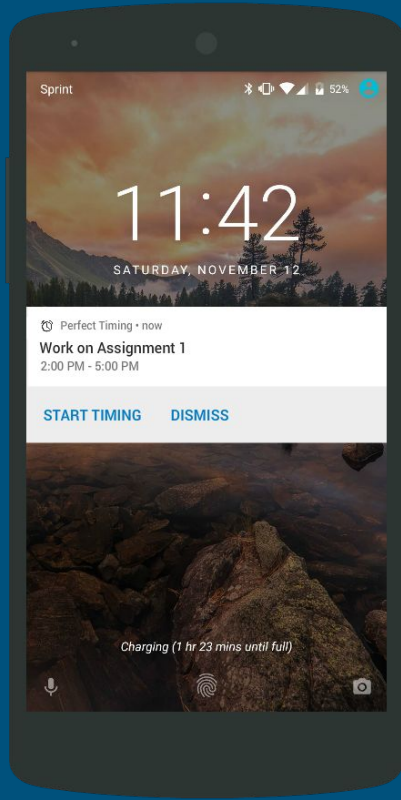 Sprint 52%
11:42
SATURDAY, NOVEMBER 12
Perfect Timing • now
Work on Assignment 1
2:00 PM - 5:00 PM
START TIMING DISMISS
Charging (1 hr 23 mins until full)